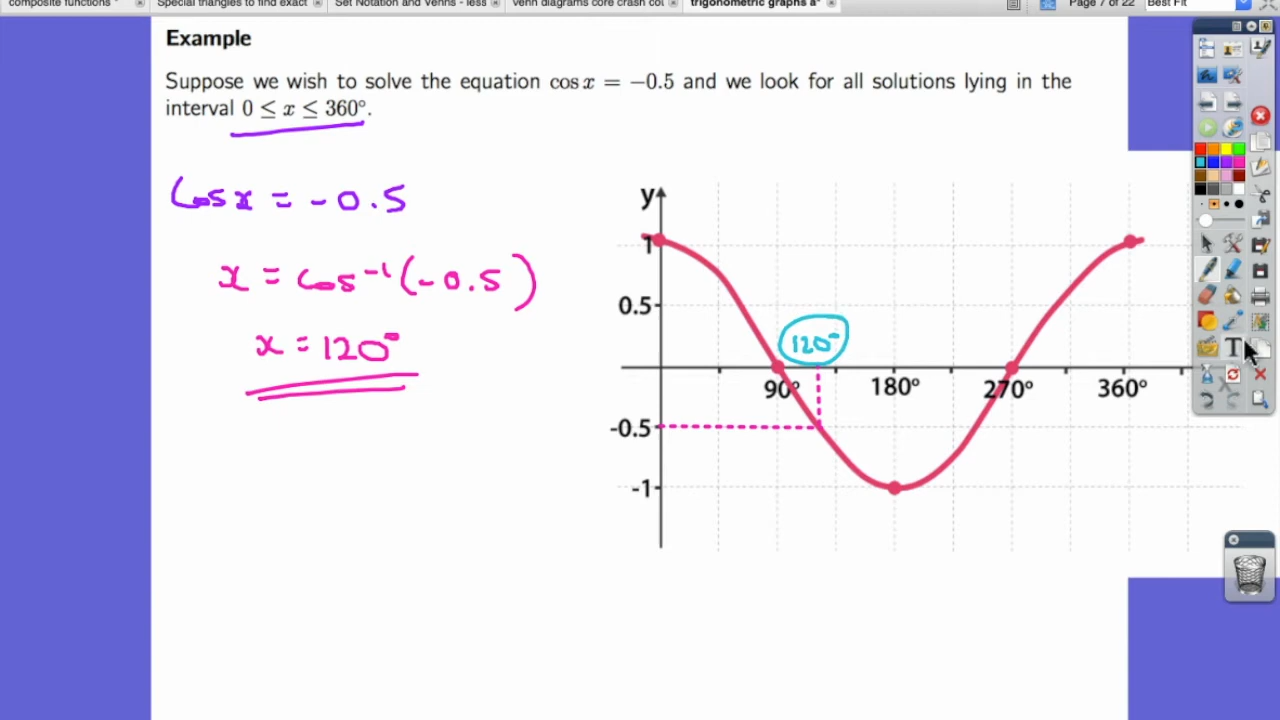 composite functions * Special triangles to find exact Set Notation and Venns - less venn diagrams core crash cou trigonometric graphs a* Page 7 of 22 Best Fit
Example
Suppose we wish to solve the equation cos x = −0.5 and we look for all solutions lying in the
interval 0 ≤ x ≤ 360°.
Cos x = -0.5
x = cos⁻¹(-0.5)
x = 120°
y
1
0.5
120°
90° 180° 270° 360°
-0.5
-1
T